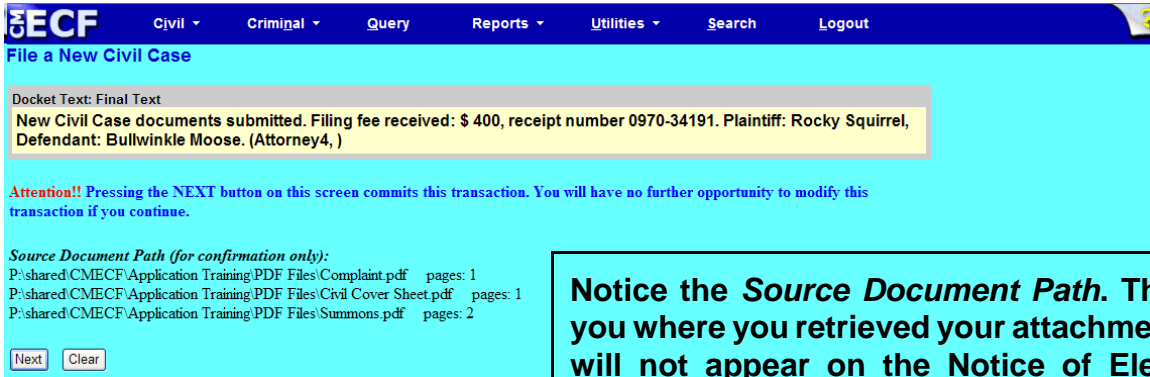 CM ECF Civil Criminal Query Reports Utilities Search Logout
File a New Civil Case
Docket Text: Final Text
New Civil Case documents submitted. Filing fee received: $ 400, receipt number 0970-34191. Plaintiff: Rocky Squirrel,
Defendant: Bullwinkle Moose. (Attorney4, )
Attention!! Pressing the NEXT button on this screen commits this transaction. You will have no further opportunity to modify this
transaction if you continue.
Source Document Path (for confirmation only):
P:\shared\CMECF\Application Training\PDF Files\Complaint.pdf pages: 1
P:\shared\CMECF\Application Training\PDF Files\Civil Cover Sheet.pdf pages: 1
P:\shared\CMECF\Application Training\PDF Files\Summons.pdf pages: 2
Next Clear
Notice the Source Document Path. Th
you where you retrieved your attachme
will not appear on the Notice of Ele